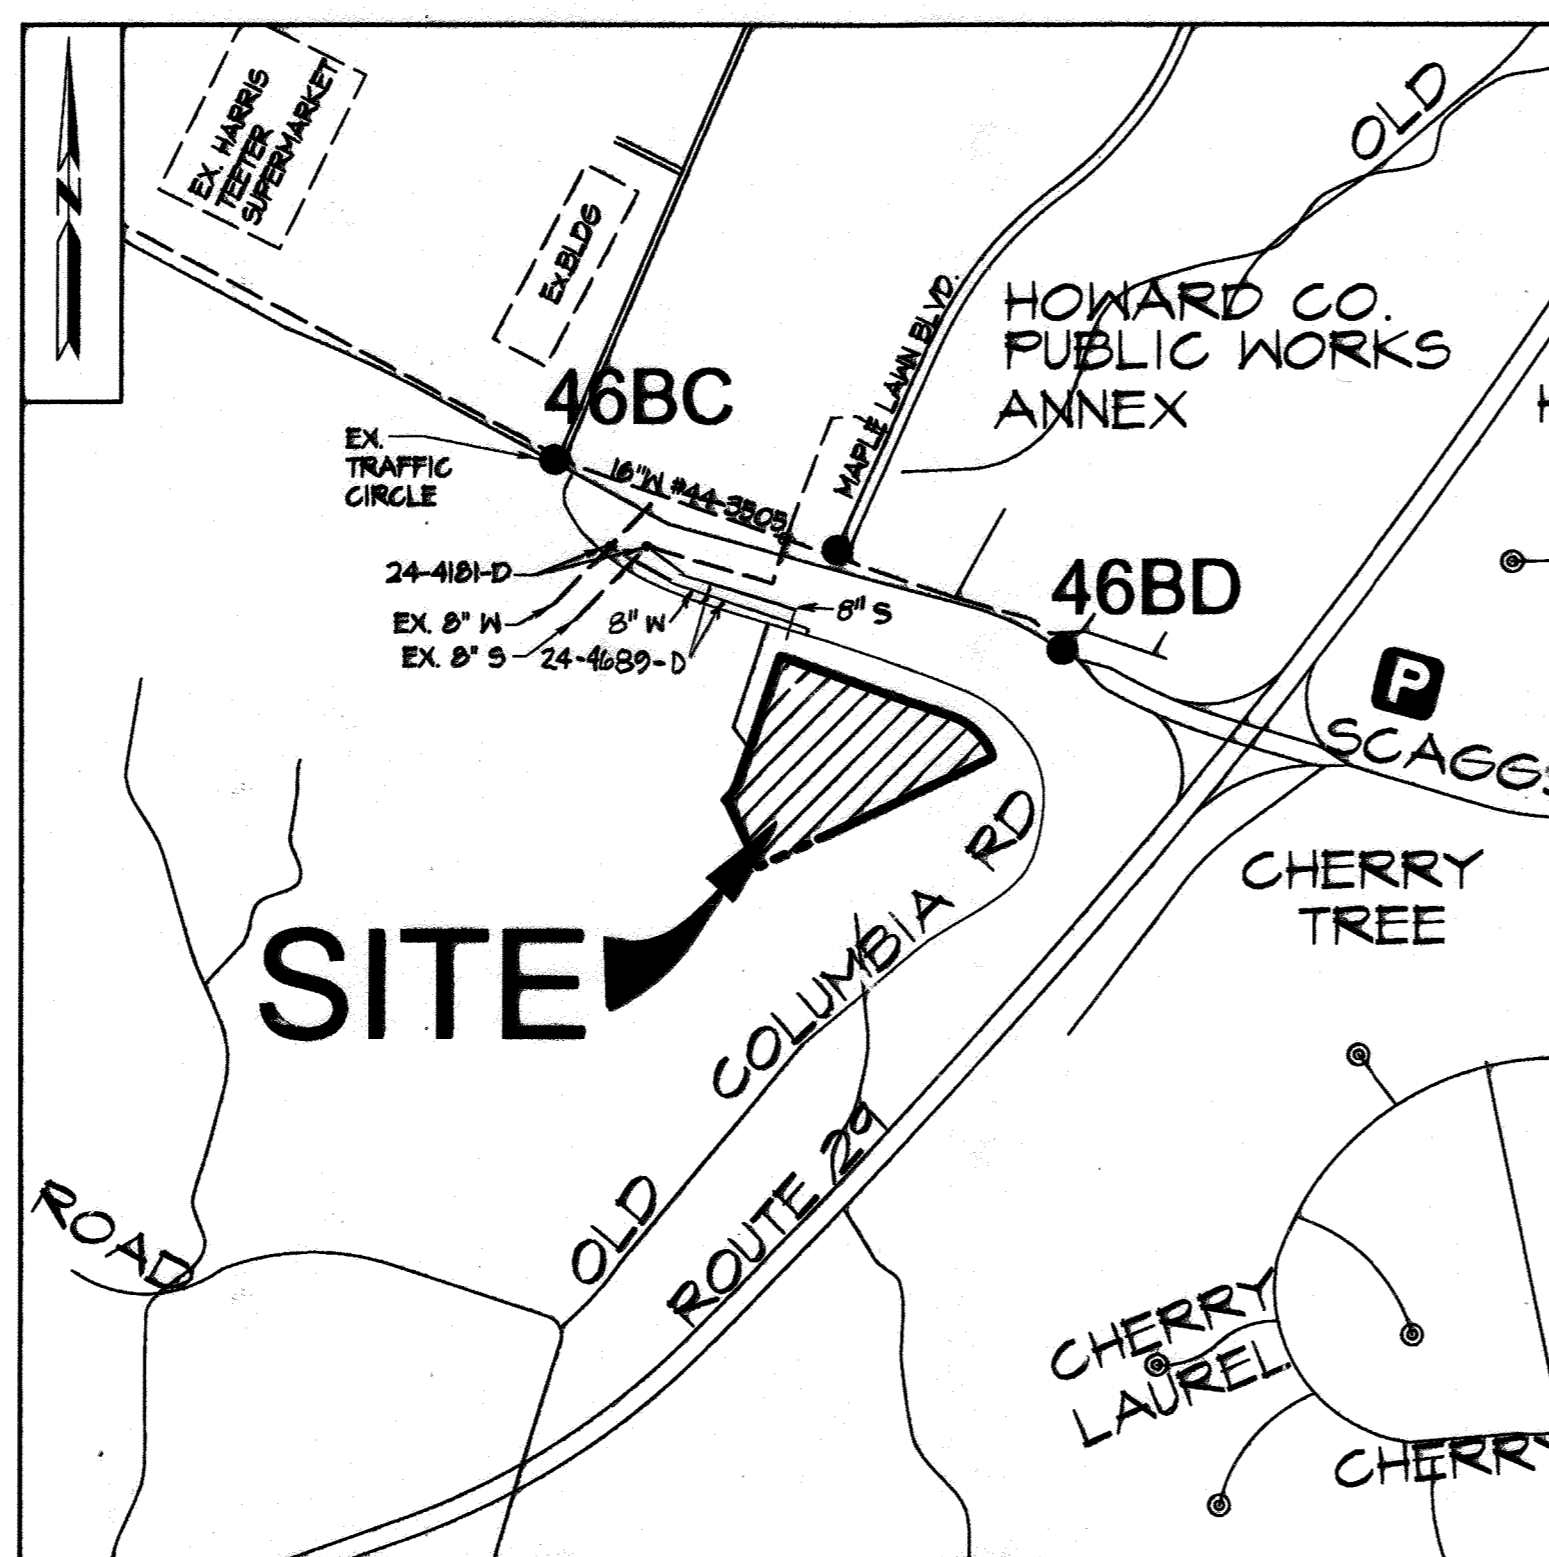 N
EX. HARRIS
TEETER
SUPERMARKET
EX. BLDG
OLD
MAPLE LAWN BLVD.
HOWARD CO.
PUBLIC WORKS
ANNEX
46BC
EX.
TRAFFIC
CIRCLE
16"W #44-3505
24-4181-D
EX. 8" W
EX. 8" S
8" W
24-4689-D
8" S
46BD
P
SCAGGS
CHERRY
TREE
SITE
OLD COLUMBIA RD
ROUTE 29
ROAD
CHERRY
LAUREL
CHERRY